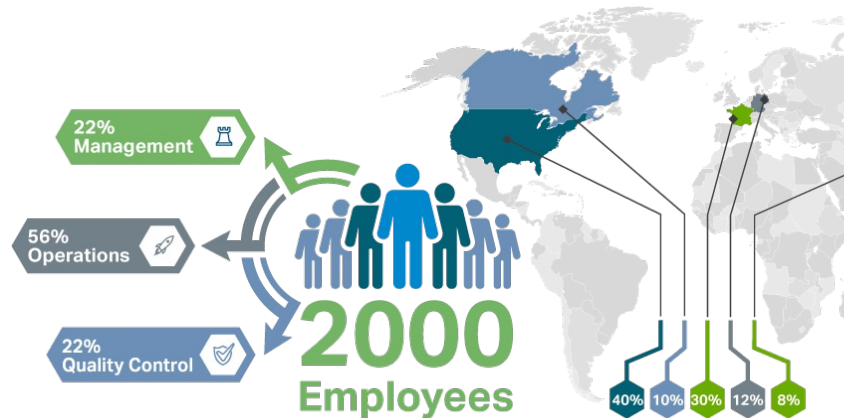 22%
Management
56%
Operations
22%
Quality Control
2000
Employees
40% 10% 30% 12% 8%